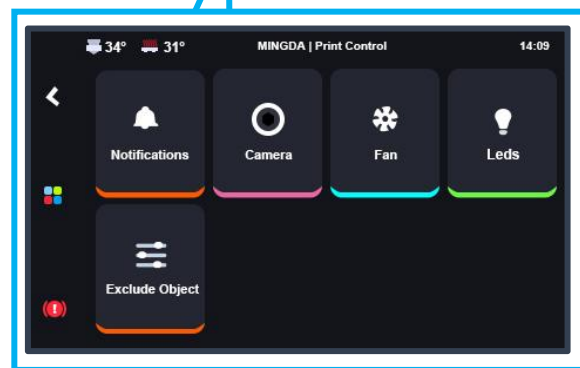 34° 31° MINGDA | Print Control 14:09
Notifications Camera Fan Leds
Exclude Object